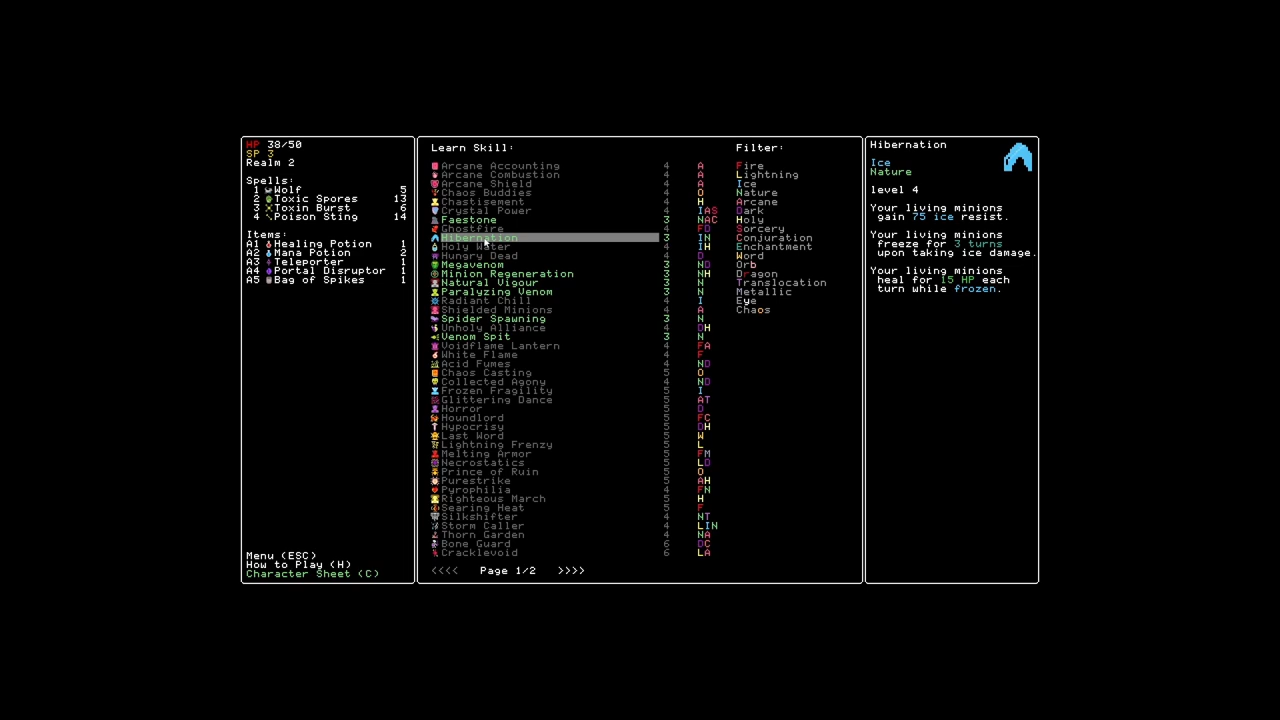 HP 38/50
SP 3
Realm 2
Spells:
1 Wolf 5
2 Toxic Spores 13
3 Toxin Burst 6
4 Poison Sting 14
Items:
A1 Healing Potion 1
A2 Mana Potion 2
A3 Teleporter 1
A4 Portal Disruptor 1
A5 Bag of Spikes 1
Menu (ESC)
How to Play (H)
Character Sheet (C)
Learn Skill:
Arcane Accounting 4 A
Arcane Combustion 4 A
Arcane Shield 4 A
Chaos Buddies 4 O
Chastisement 4 H
Crystal Power 4 IAS
Faestone 3 NAC
Ghostfire 4 FD
Hibernation 3 IN
Holy Water 4 IH
Hungry Dead 4 D
Megavenom 3 ND
Minion Regeneration 3 NH
Natural Vigour 3 N
Paralyzing Venom 3 N
Radiant Chill 4 I
Shielded Minions 4 A
Spider Spawning 3 N
Unholy Alliance 4 DH
Venom Spit 3 N
Voidflame Lantern 4 FA
White Flame 4 F
Acid Fumes 4 ND
Chaos Casting 5 O
Collected Agony 4 ND
Frozen Fragility 5 I
Glittering Dance 5 AT
Horror 5 D
Houndlord 5 FC
Hypocrisy 5 DH
Last Word 5 W
Lightning Frenzy 5 L
Melting Armor 5 FM
Necrostatics 5 LD
Prince of Ruin 5 O
Purestrike 5 AH
Pyrophilia 4 FN
Righteous March 5 H
Searing Heat 5 F
Silkshifter 4 NT
Storm Caller 4 LIN
Thorn Garden 4 NA
Bone Guard 6 DC
Cracklevoid 6 LA
<<<< Page 1/2 >>>>
Filter:
Fire
Lightning
Ice
Nature
Arcane
Dark
Holy
Sorcery
Conjuration
Enchantment
Word
Orb
Dragon
Translocation
Metallic
Eye
Chaos
Hibernation
Ice
Nature
level 4
Your living minions
gain 75 ice resist.
Your living minions
freeze for 3 turns
upon taking ice damage.
Your living minions
heal for 15 HP each
turn while frozen.